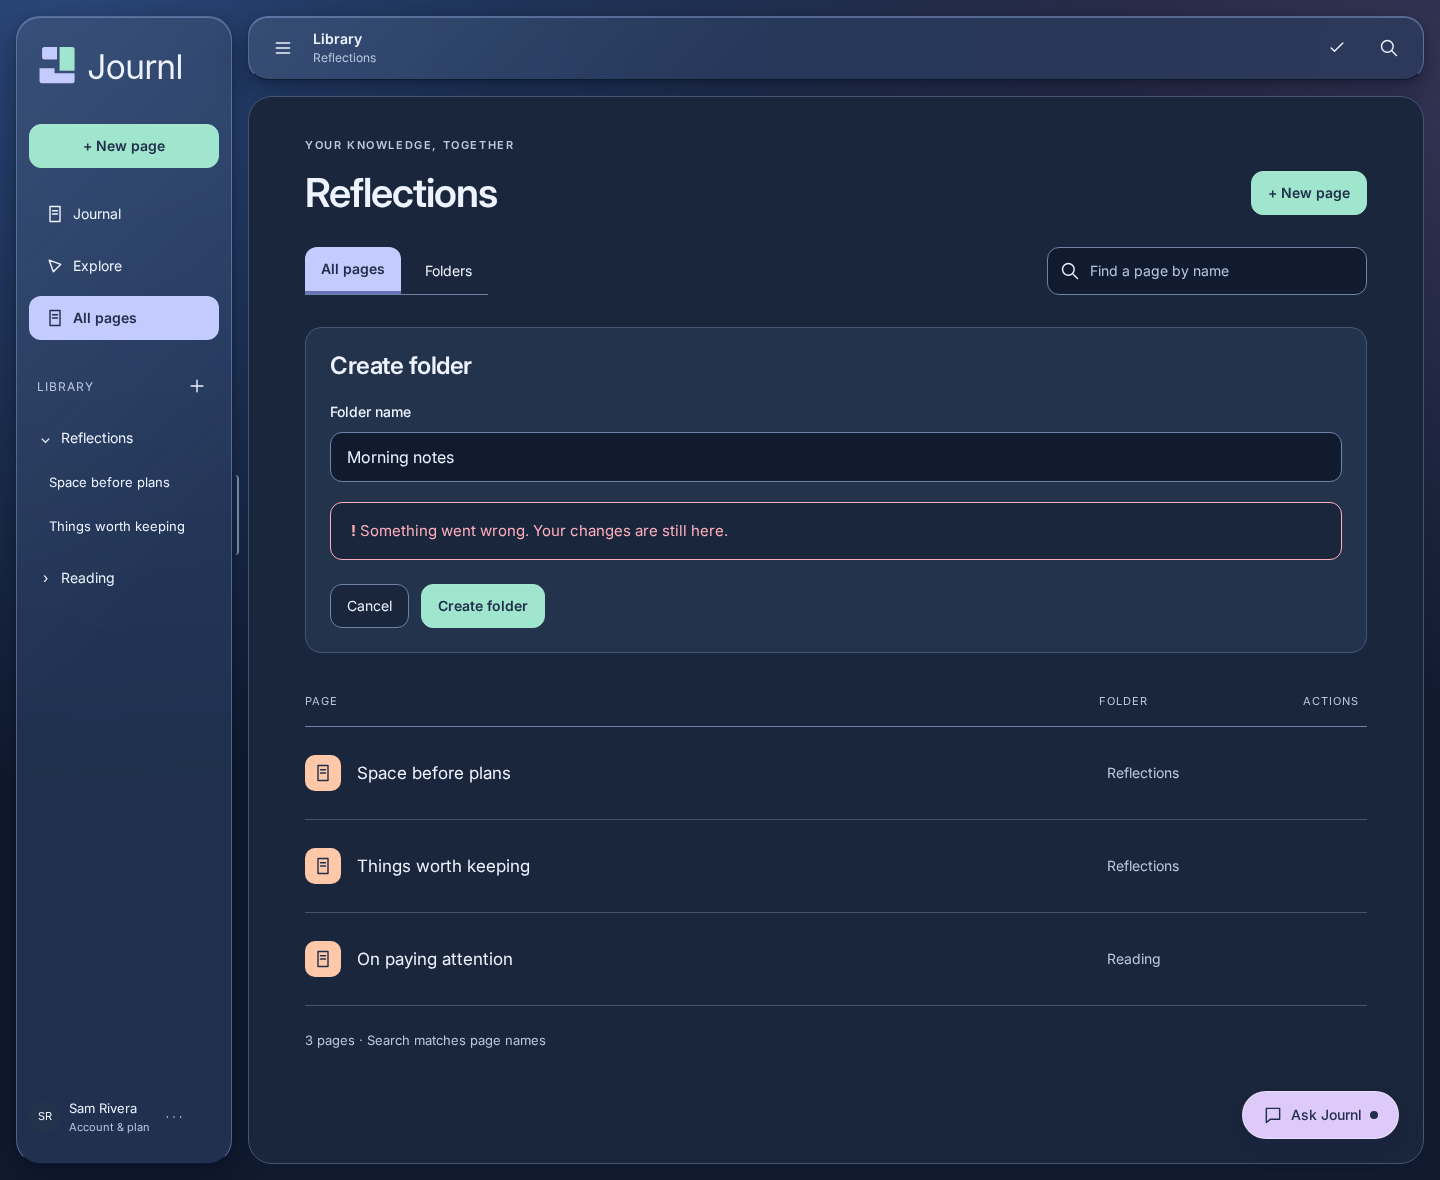 Journl
+ New page
Journal
Explore
All pages
LIBRARY
Reflections
Space before plans
Things worth keeping
Reading
SR
Sam Rivera
Account & plan
...
Library
Reflections
YOUR KNOWLEDGE, TOGETHER
Reflections
+ New page
All pages
Folders
Find a page by name
Create folder
Folder name
Morning notes
! Something went wrong. Your changes are still here.
Cancel
Create folder
PAGE
FOLDER
ACTIONS
Space before plans
Reflections
Things worth keeping
Reflections
On paying attention
Reading
3 pages · Search matches page names
Ask Journl